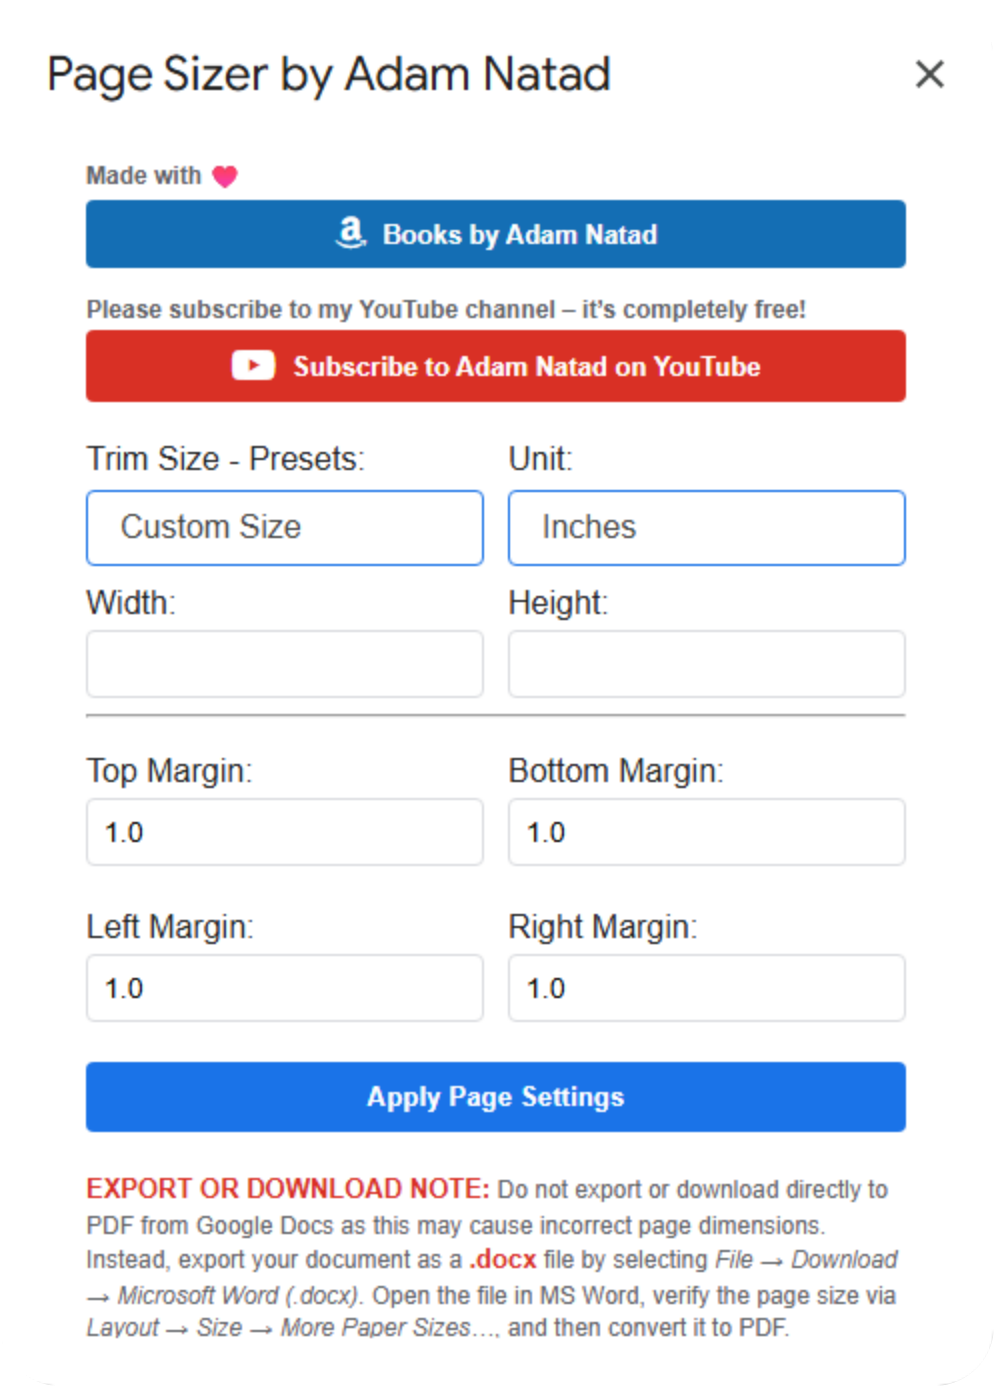 Page Sizer by Adam Natad
Made with
Books by Adam Natad
Please subscribe to my YouTube channel – it’s completely free!
Subscribe to Adam Natad on YouTube
Trim Size - Presets: Unit:
Custom Size Inches
Width: Height:
Top Margin: Bottom Margin:
1.0 1.0
Left Margin: Right Margin:
1.0 1.0
Apply Page Settings
EXPORT OR DOWNLOAD NOTE: Do not export or download directly to
PDF from Google Docs as this may cause incorrect page dimensions.
Instead, export your document as a .docx file by selecting File → Download
→ Microsoft Word (.docx). Open the file in MS Word, verify the page size via
Layout → Size → More Paper Sizes…, and then convert it to PDF.